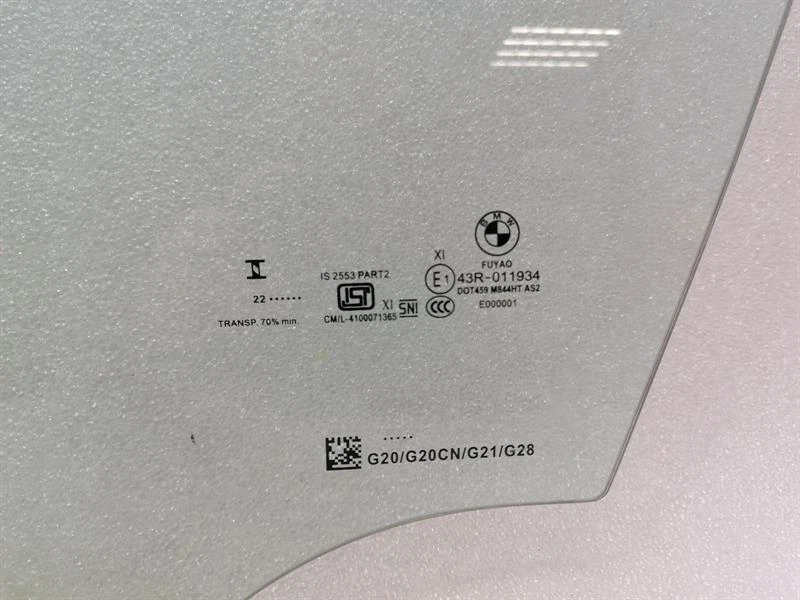 BMW
FUYAO
XI
E1 43R-011934
DOT459 M844HT AS2
CCC E000001
IS 2553 PART2
ISI XI SNI
CM/L-4100071365
22 ······
TRANSP. 70% min.
·····
G20/G20CN/G21/G28